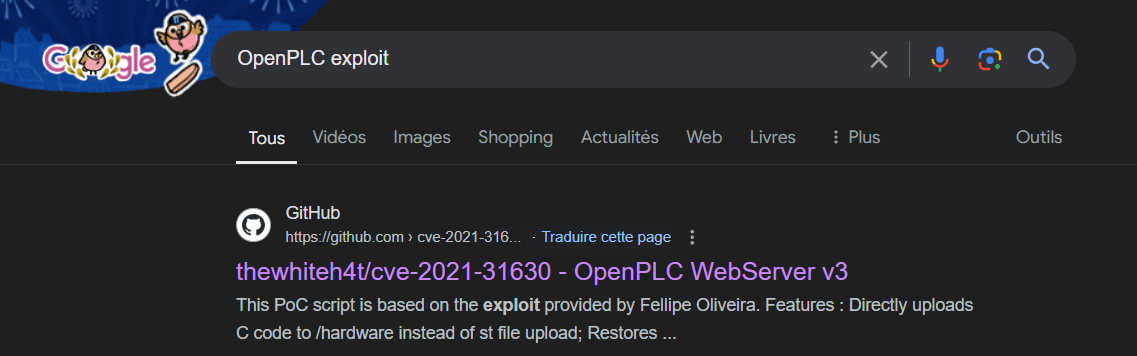 Google
OpenPLC exploit
Tous Vidéos Images Shopping Actualités Web Livres Plus Outils
GitHub
https://github.com › cve-2021-316... · Traduire cette page
thewhiteh4t/cve-2021-31630 - OpenPLC WebServer v3
This PoC script is based on the exploit provided by Fellipe Oliveira. Features : Directly uploads
C code to /hardware instead of st file upload; Restores ...